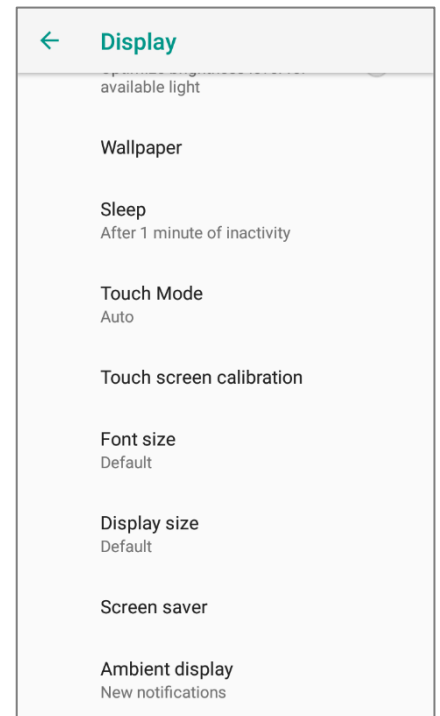 Display
available light
Wallpaper
Sleep
After 1 minute of inactivity
Touch Mode
Auto
Touch screen calibration
Font size
Default
Display size
Default
Screen saver
Ambient display
New notifications